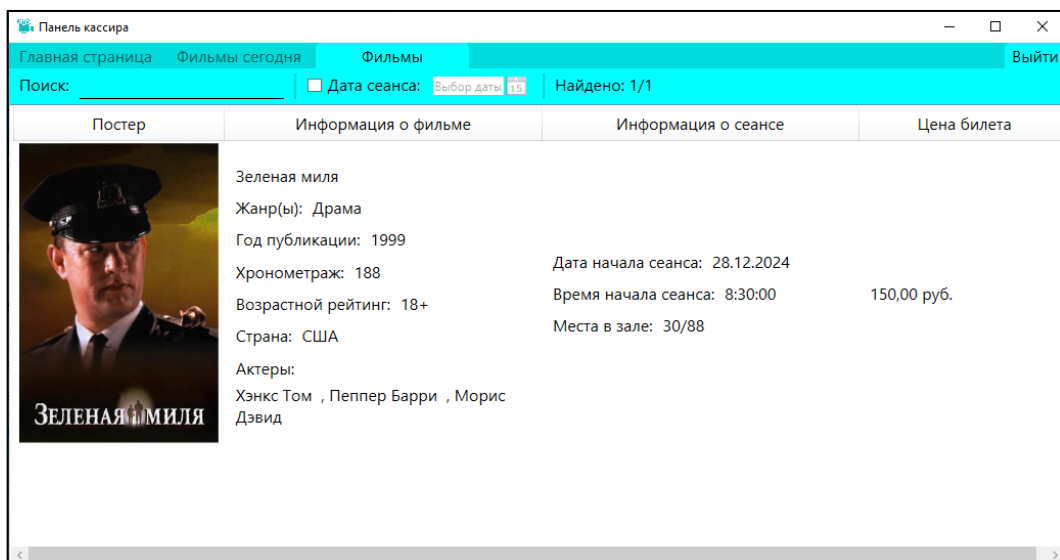 Панель кассира
Главная страница Фильмы сегодня Фильмы Выйти
Поиск: Дата сеанса: Выбор даты 15 Найдено: 1/1
Постер Информация о фильме Информация о сеансе Цена билета
ЗЕЛЕНАЯ МИЛЯ
Зеленая миля
Жанр(ы): Драма
Год публикации: 1999
Хронометраж: 188
Возрастной рейтинг: 18+
Страна: США
Актеры:
Хэнкс Том , Пеппер Барри , Морис
Дэвид
Дата начала сеанса: 28.12.2024
Время начала сеанса: 8:30:00
Места в зале: 30/88
150,00 руб.